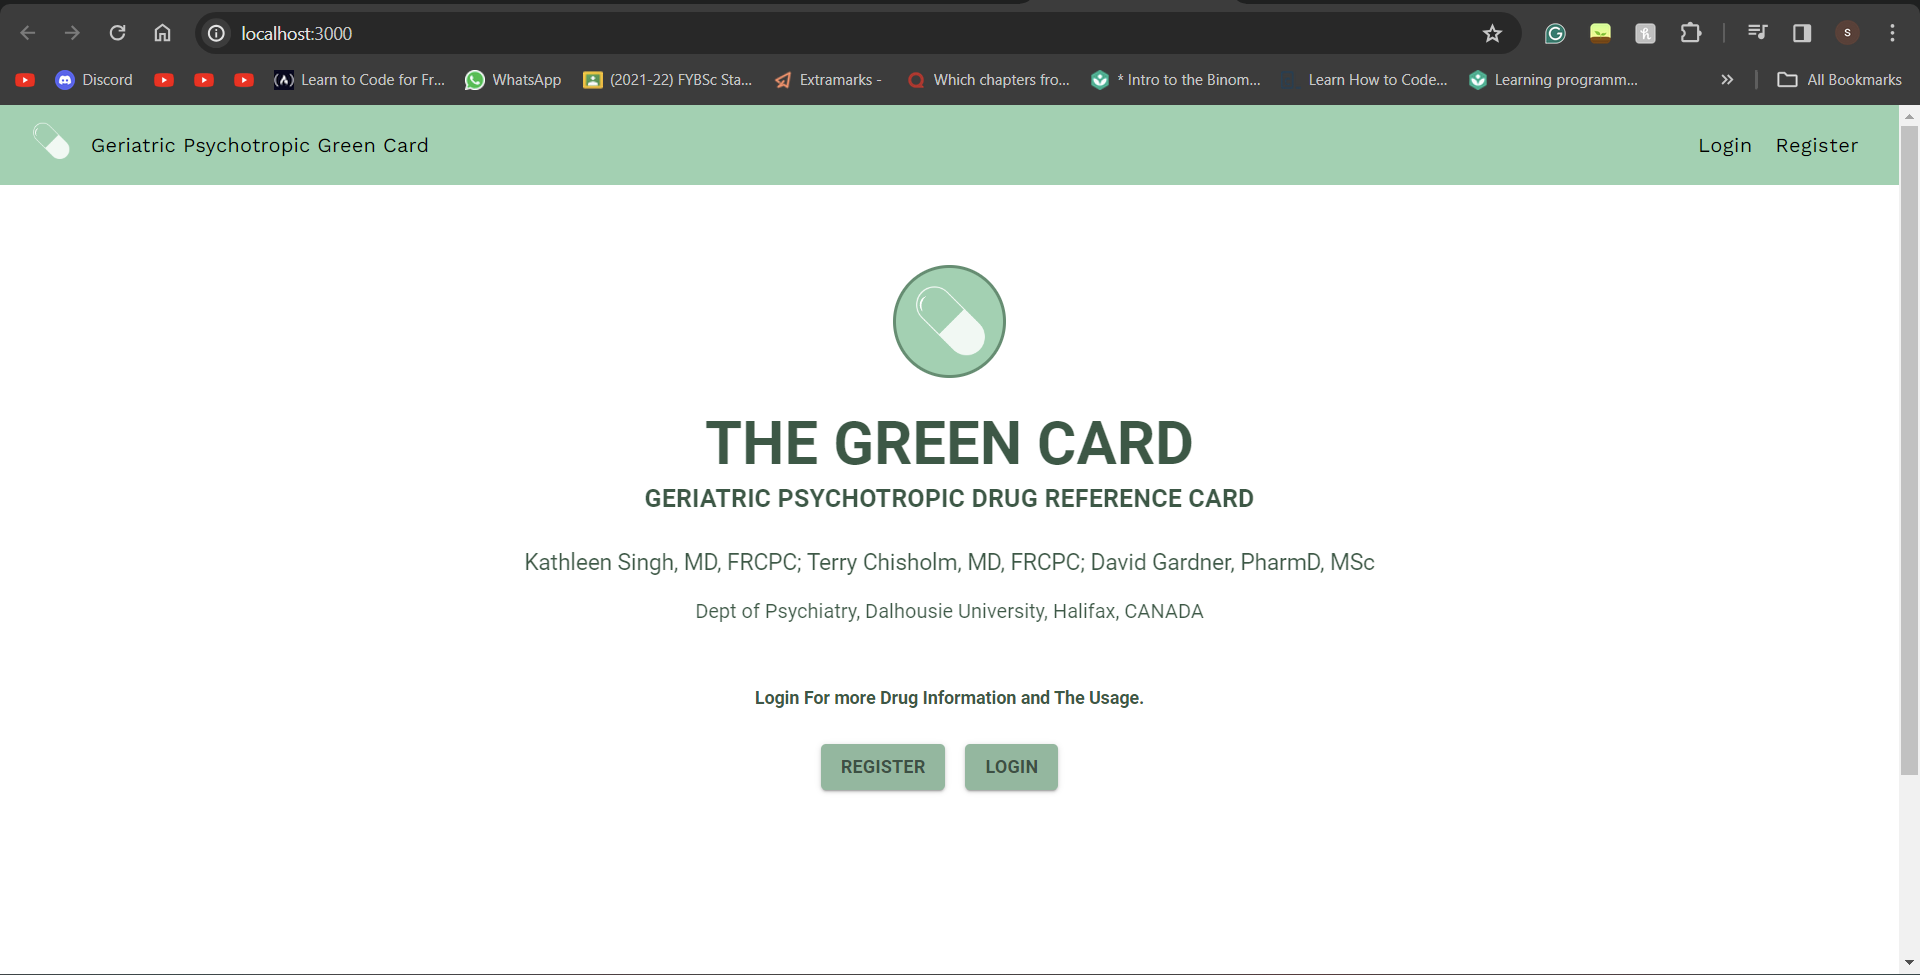 localhost:3000
Discord
Learn to Code for Fr...
WhatsApp
(2021-22) FYBSc Sta...
Extramarks -
Which chapters fro...
* Intro to the Binom...
Learn How to Code...
Learning programm...
All Bookmarks
S
Geriatric Psychotropic Green Card
Login
Register
THE GREEN CARD
GERIATRIC PSYCHOTROPIC DRUG REFERENCE CARD
Kathleen Singh, MD, FRCPC; Terry Chisholm, MD, FRCPC; David Gardner, PharmD, MSc
Dept of Psychiatry, Dalhousie University, Halifax, CANADA
Login For more Drug Information and The Usage.
REGISTER
LOGIN